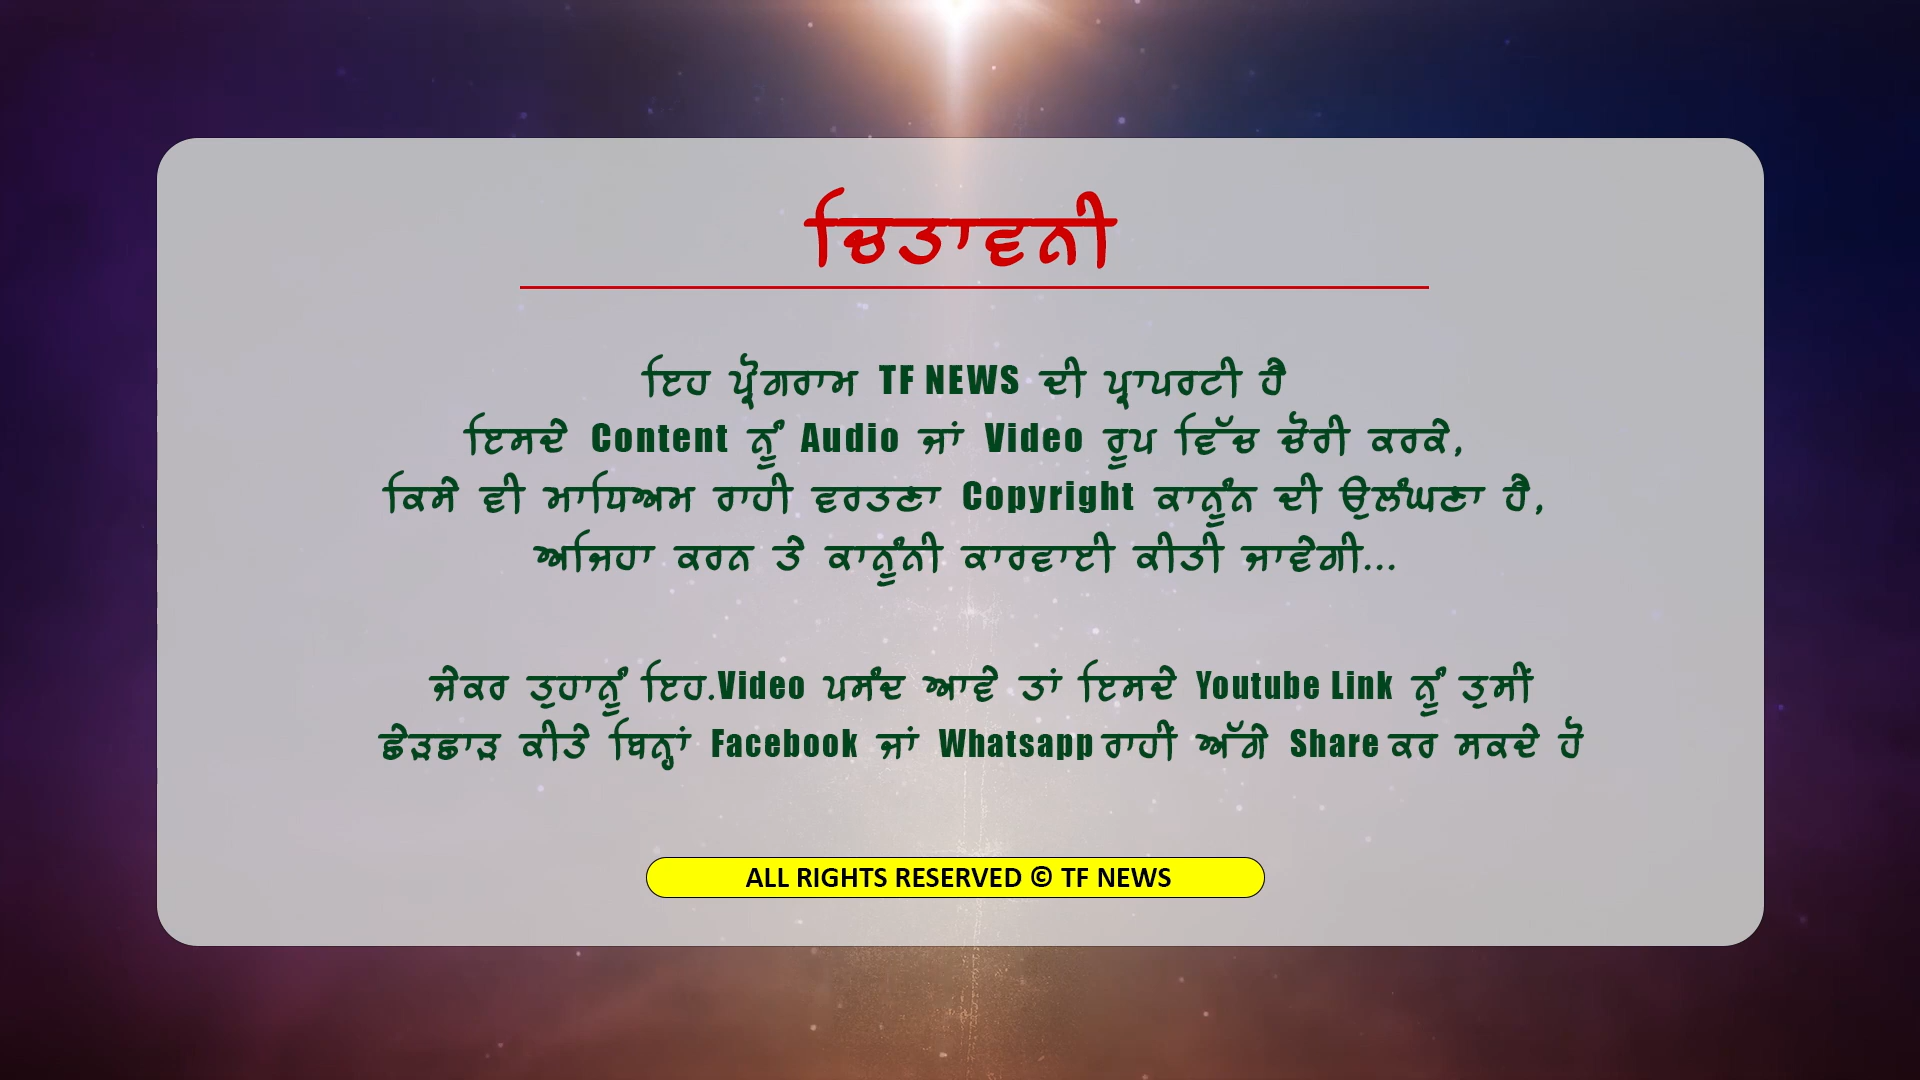 ਚਿਤਾਵਨੀ
ਇਹ ਪ੍ਰੋਗਰਾਮ TF NEWS ਦੀ ਪ੍ਰਾਪਰਟੀ ਹੈ
ਇਸਦੇ Content ਨੂੰ Audio ਜਾਂ Video ਰੂਪ ਵਿੱਚ ਚੋਰੀ ਕਰਕੇ,
ਕਿਸੇ ਵੀ ਮਾਧਿਅਮ ਰਾਹੀ ਵਰਤਣਾ Copyright ਕਾਨੂੰਨ ਦੀ ਉਲੰਘਣਾ ਹੈ,
ਅਜਿਹਾ ਕਰਨ ਤੇ ਕਾਨੂੰਨੀ ਕਾਰਵਾਈ ਕੀਤੀ ਜਾਵੇਗੀ...
ਜੇਕਰ ਤੁਹਾਨੂੰ ਇਹ.Video ਪਸੰਦ ਆਵੇ ਤਾਂ ਇਸਦੇ Youtube Link ਨੂੰ ਤੁਸੀਂ
ਛੇੜਛਾੜ ਕੀਤੇ ਬਿਨ੍ਹਾਂ Facebook ਜਾਂ Whatsapp ਰਾਹੀਂ ਅੱਗੇ Share ਕਰ ਸਕਦੇ ਹੋ
ALL RIGHTS RESERVED © TF NEWS